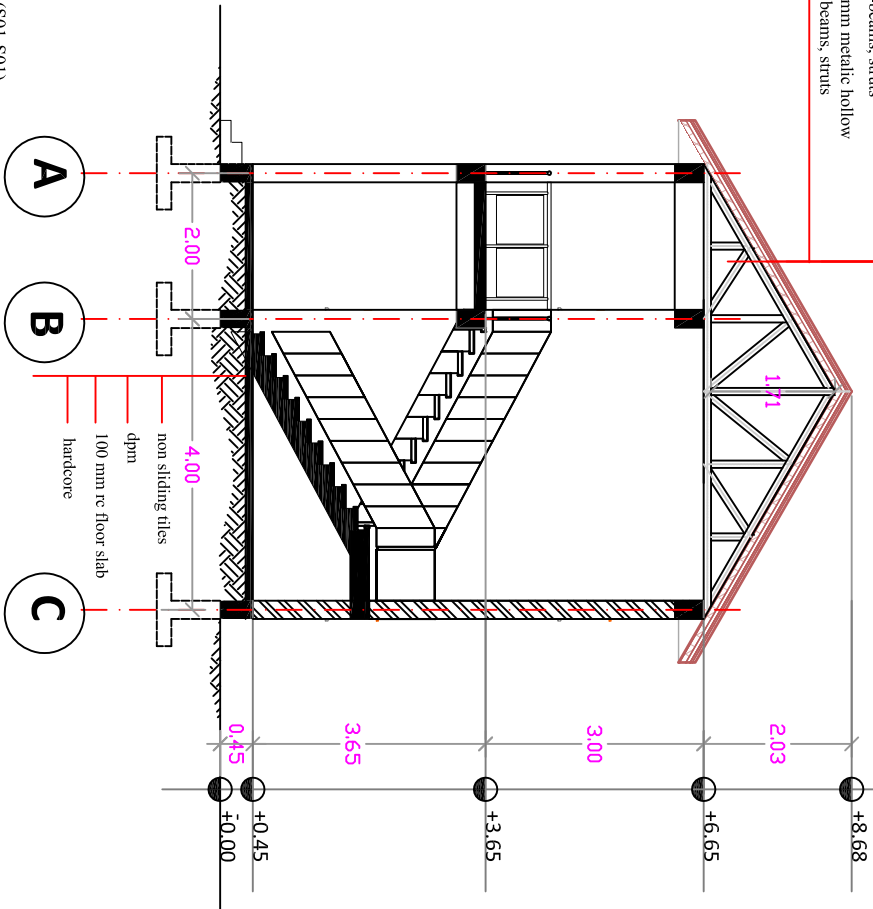 beams, struts
mm metalic hollow
beams, struts
1.71
2.03
3.00
3.65
0.45
+8.68
+6.65
+3.65
+0.45
+0.00
-
2.00
4.00
A
B
C
non sliding tiles
dpm
100 mm rc floor slab
hardcore